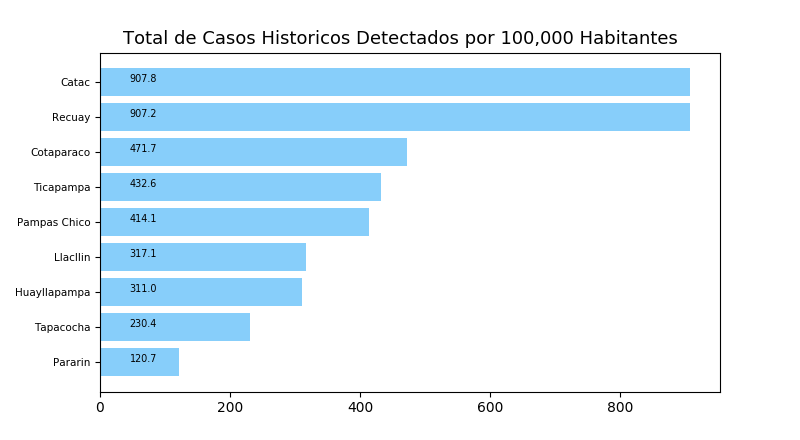 Total de Casos Historicos Detectados por 100,000 Habitantes
Catac 907.8
Recuay 907.2
Cotaparaco 471.7
Ticapampa 432.6
Pampas Chico 414.1
Llacllin 317.1
Huayllapampa 311.0
Tapacocha 230.4
Pararin 120.7
0 200 400 600 800